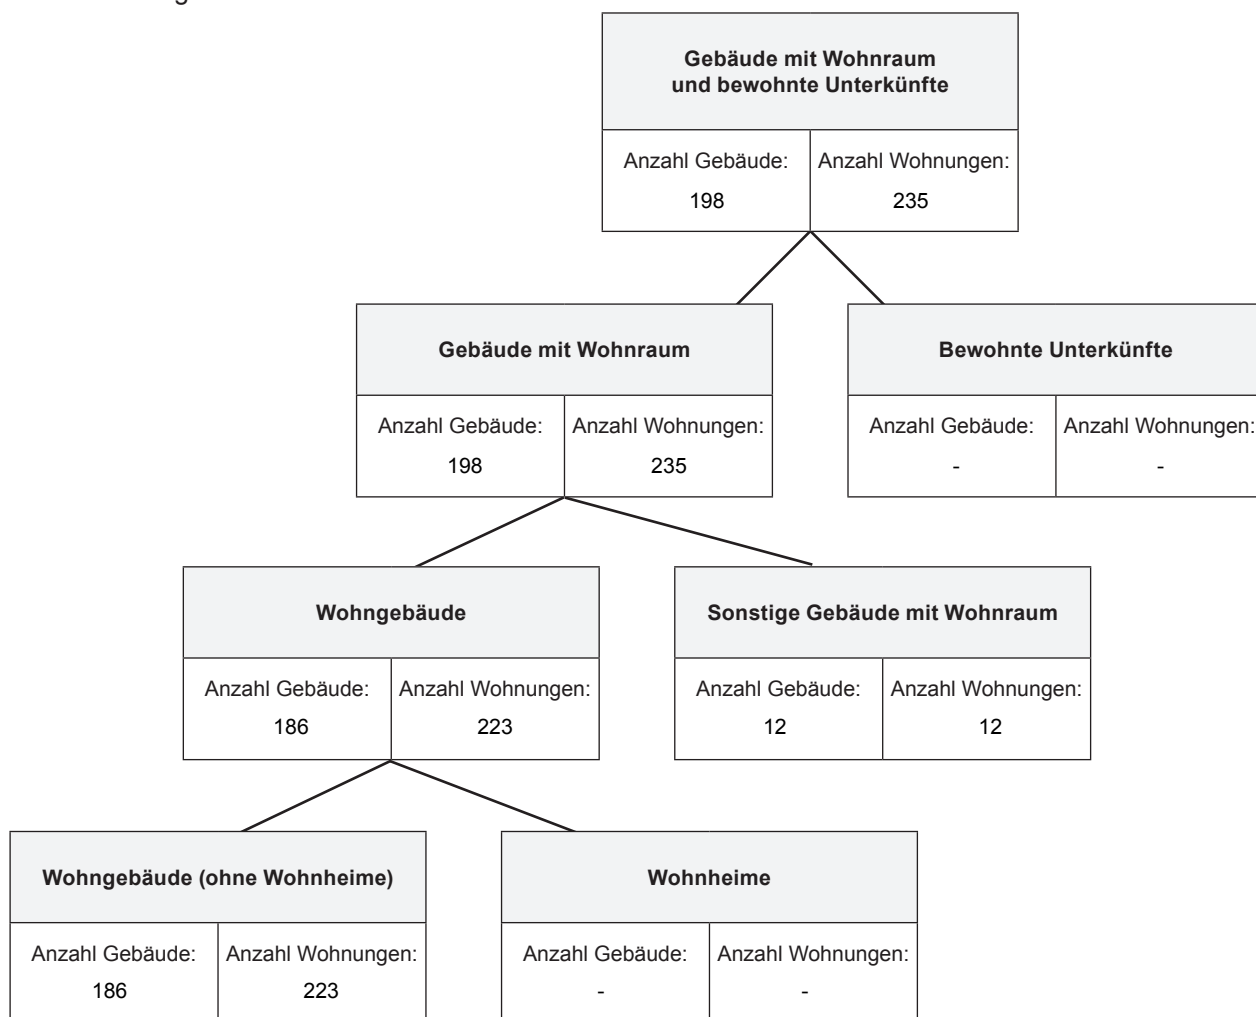 Gebäude mit Wohnraum
und bewohnte Unterkünfte
Anzahl Gebäude: Anzahl Wohnungen:
198 235
Gebäude mit Wohnraum
Bewohnte Unterkünfte
Anzahl Gebäude: Anzahl Wohnungen:
198 235
Anzahl Gebäude: Anzahl Wohnungen:
- -
Wohngebäude
Sonstige Gebäude mit Wohnraum
Anzahl Gebäude: Anzahl Wohnungen:
186 223
Anzahl Gebäude: Anzahl Wohnungen:
12 12
Wohngebäude (ohne Wohnheime)
Wohnheime
Anzahl Gebäude: Anzahl Wohnungen:
186 223
Anzahl Gebäude: Anzahl Wohnungen:
- -